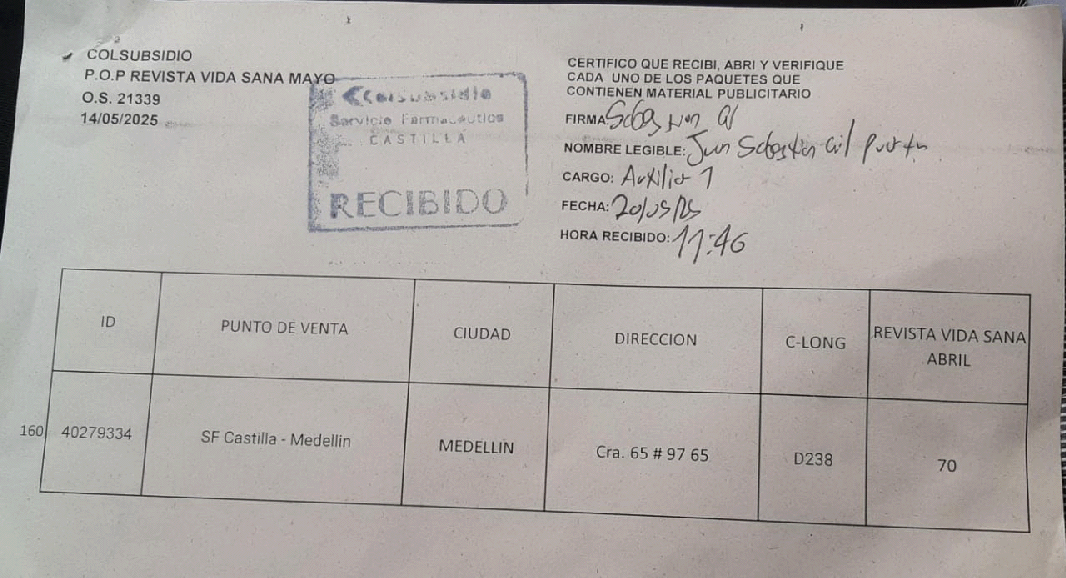 COLSUBSIDIO
P.O.P REVISTA VIDA SANA MAYO
O.S. 21339
14/05/2025
Colsubsidio
Servicio Farmacéutico
CASTILLA
RECIBIDO
CERTIFICO QUE RECIBI, ABRI Y VERIFIQUE
CADA UNO DE LOS PAQUETES QUE
CONTIENEN MATERIAL PUBLICITARIO
FIRMA:
NOMBRE LEGIBLE: Juan Sebastian Gil
CARGO: Auxiliar 1
FECHA: 20/05/25
HORA RECIBIDO: 11:46
ID PUNTO DE VENTA CIUDAD DIRECCION C-LONG REVISTA VIDA SANA
ABRIL
160 40279334 SF Castilla - Medellin MEDELLIN Cra. 65 # 97 65 D238 70